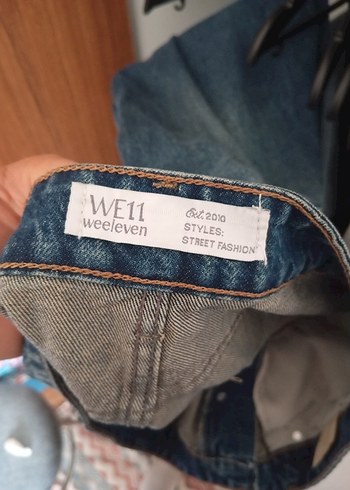 WE11
weeleven
Est. 2010
STYLES:
STREET FASHION